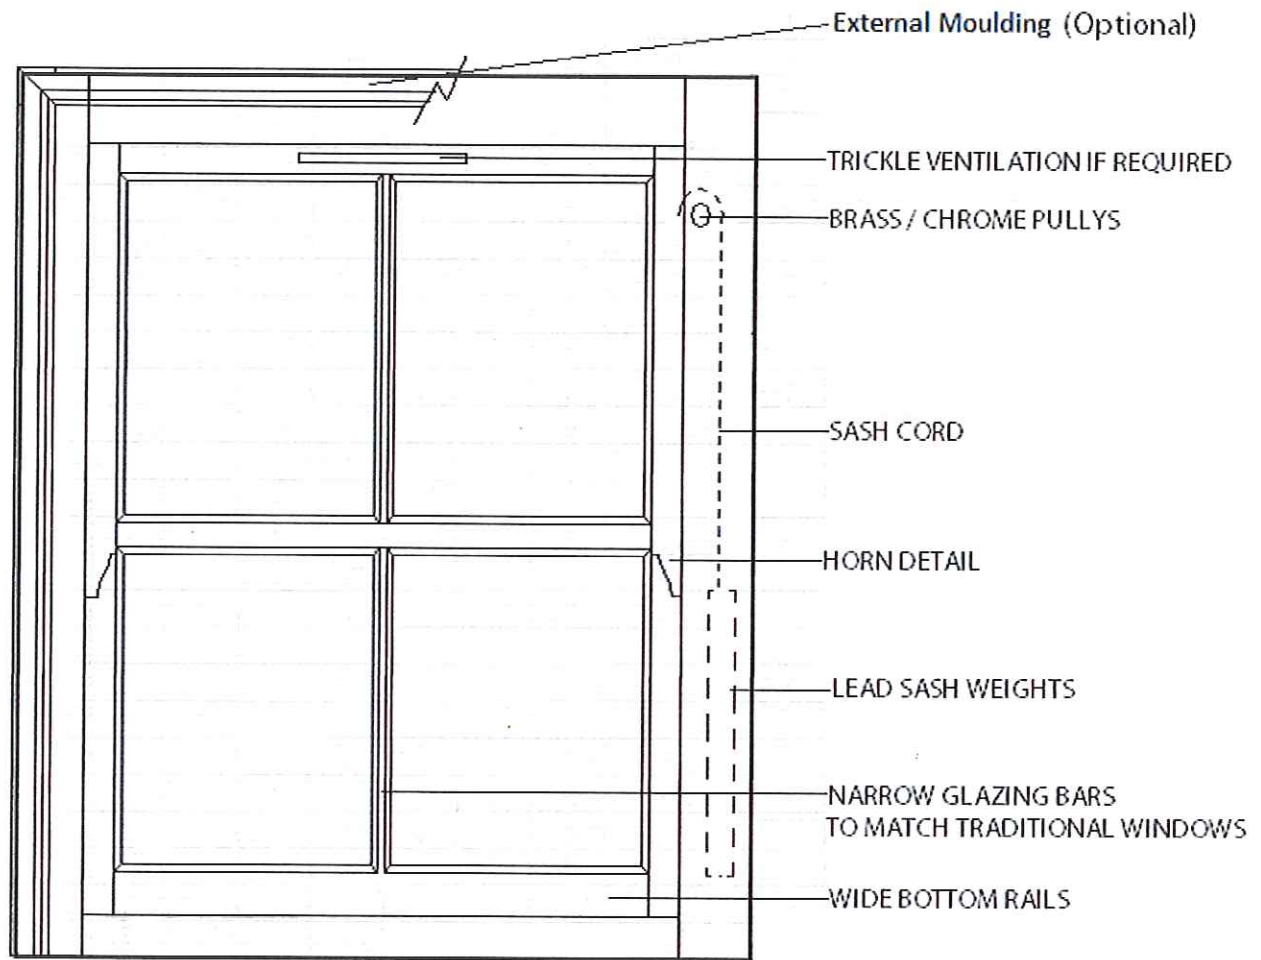 External Moulding (Optional)
TRICKLE VENTILATION IF REQUIRED
BRASS / CHROME PULLYS
SASH CORD
HORN DETAIL
LEAD SASH WEIGHTS
NARROW GLAZING BARS
TO MATCH TRADITIONAL WINDOWS
WIDE BOTTOM RAILS